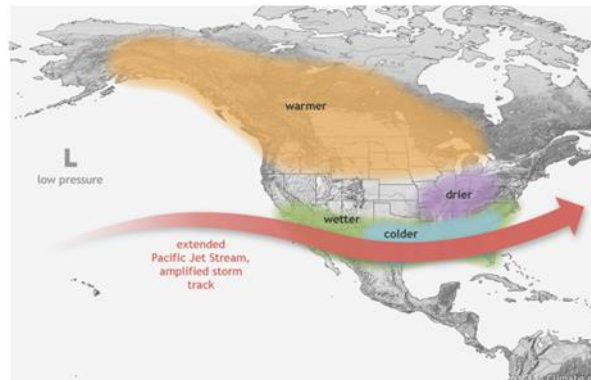 warmer
L
low pressure
drier
wetter
colder
extended
Pacific Jet Stream,
amplified storm
track